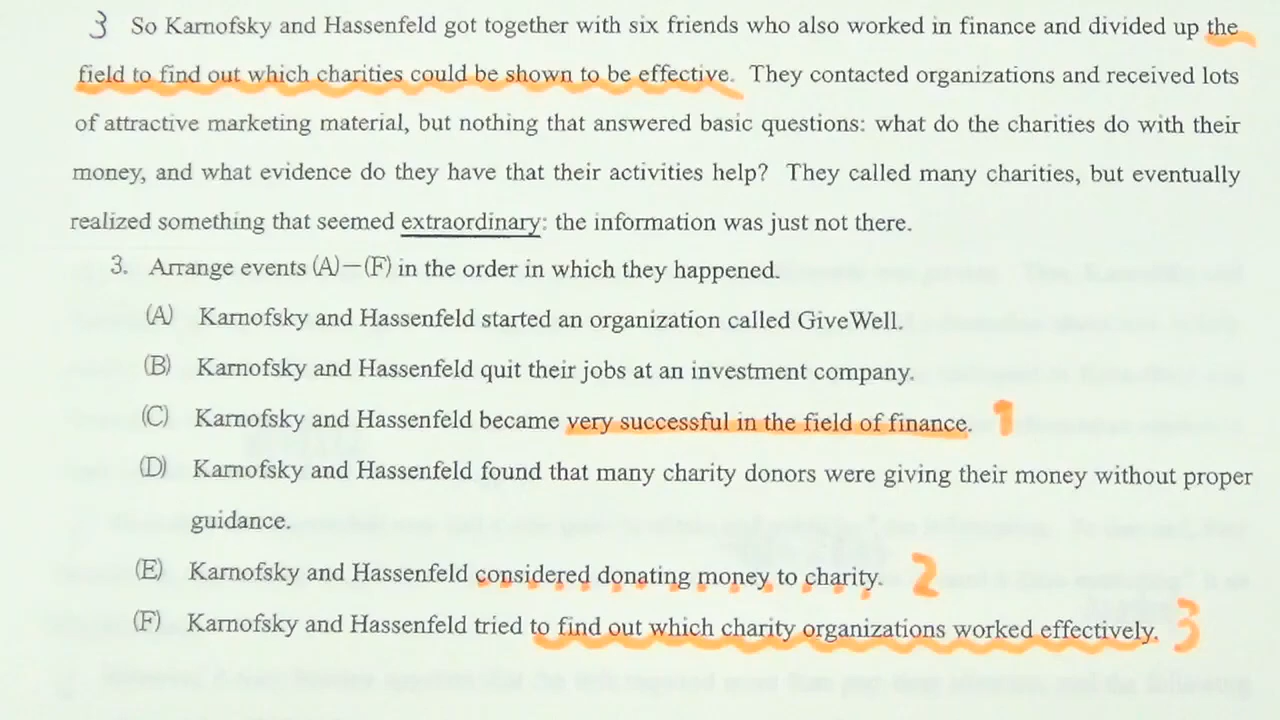 3 So Karnofsky and Hassenfeld got together with six friends who also worked in finance and divided up the
field to find out which charities could be shown to be effective. They contacted organizations and received lots
of attractive marketing material, but nothing that answered basic questions: what do the charities do with their
money, and what evidence do they have that their activities help? They called many charities, but eventually
realized something that seemed extraordinary: the information was just not there.
3. Arrange events (A)－(F) in the order in which they happened.
(A) Karnofsky and Hassenfeld started an organization called GiveWell.
(B) Karnofsky and Hassenfeld quit their jobs at an investment company.
(C) Karnofsky and Hassenfeld became very successful in the field of finance. 1
(D) Karnofsky and Hassenfeld found that many charity donors were giving their money without proper
guidance.
(E) Karnofsky and Hassenfeld considered donating money to charity. 2
(F) Karnofsky and Hassenfeld tried to find out which charity organizations worked effectively. 3